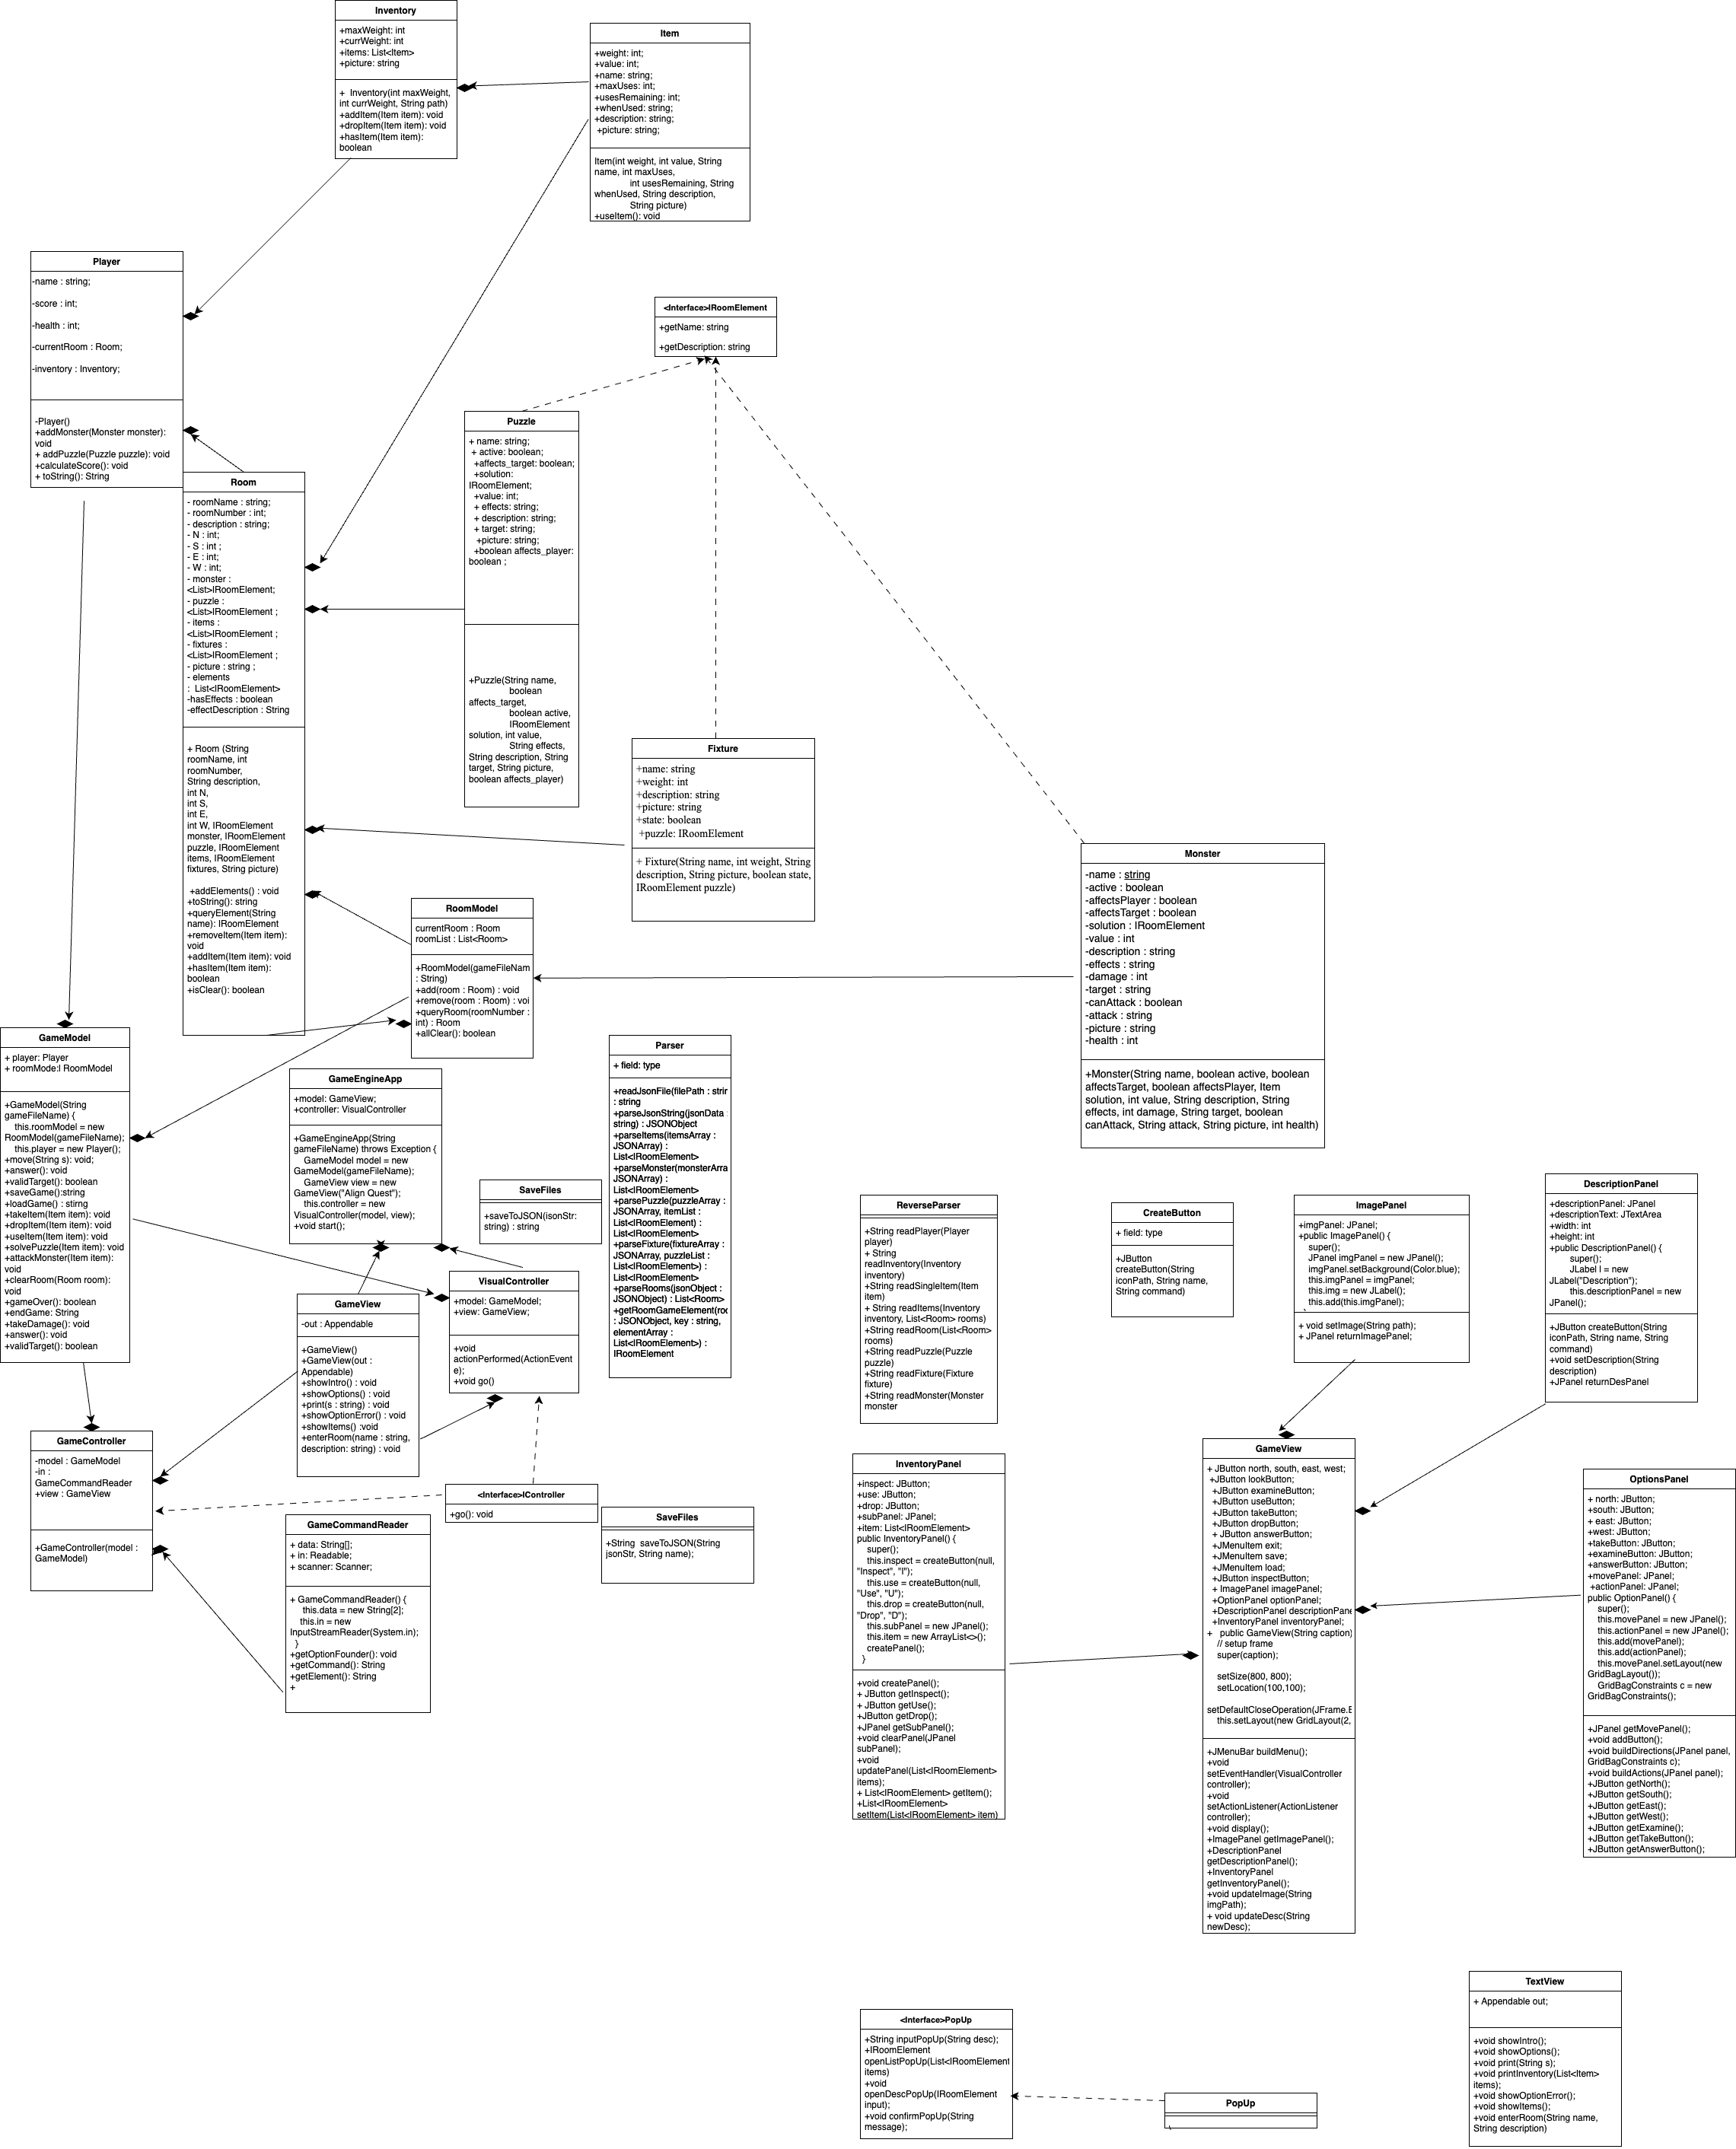 Inventory
+maxWeight: int
+currWeight: int
+items: List<Item>
+picture: string
+  Inventory(int maxWeight,
int currWeight, String path)
+addItem(Item item): void
+dropItem(Item item): void
+hasItem(Item item):
boolean
Item
+weight: int;
+value: int;
+name: string;
+maxUses: int;
+usesRemaining: int;
+whenUsed: string;
+description: string;
+picture: string;
Item(int weight, int value, String
name, int maxUses,
int usesRemaining, String
whenUsed, String description,
String picture)
+useItem(): void
Player
-name : string;
-score : int;
-health : int;
-currentRoom : Room;
-inventory : Inventory;
-Player()
+addMonster(Monster monster):
void
+ addPuzzle(Puzzle puzzle): void
+calculateScore(): void
+ toString(): String
<Interface>IRoomElement
+getName: string
+getDescription: string
Puzzle
+ name: string;
+ active: boolean;
+affects_target: boolean;
+solution:
IRoomElement;
+value: int;
+ effects: string;
+ description: string;
+ target: string;
+picture: string;
+boolean affects_player:
boolean ;
+Puzzle(String name,
boolean
affects_target,
boolean active,
IRoomElement
solution, int value,
String effects,
String description, String
target, String picture,
boolean affects_player)
Room
- roomName : string;
- roomNumber : int;
- description : string;
- N : int;
- S : int ;
- E : int;
- W : int;
- monster :
<List>IRoomElement;
- puzzle :
<List>IRoomElement ;
- items :
<List>IRoomElement ;
- fixtures :
<List>IRoomElement ;
- picture : string ;
- elements
:  List<IRoomElement>
-hasEffects : boolean
-effectDescription : String
+ Room (String
roomName, int
roomNumber,
String description,
int N,
int S,
int E,
int W, IRoomElement
monster, IRoomElement
puzzle, IRoomElement
items, IRoomElement
fixtures, String picture)
+addElements() : void
+toString(): string
+queryElement(String
name): IRoomElement
+removeItem(Item item):
void
+addItem(Item item): void
+hasItem(Item item):
boolean
+isClear(): boolean
Fixture
+name: string
+weight: int
+description: string
+picture: string
+state: boolean
+puzzle: IRoomElement
+ Fixture(String name, int weight, String
description, String picture, boolean state,
IRoomElement puzzle)
Monster
-name : string
-active : boolean
-affectsPlayer : boolean
-affectsTarget : boolean
-solution : IRoomElement
-value : int
-description : string
-effects : string
-damage : int
-target : string
-canAttack : boolean
-attack : string
-picture : string
-health : int
+Monster(String name, boolean active, boolean
affectsTarget, boolean affectsPlayer, Item
solution, int value, String description, String
effects, int damage, String target, boolean
canAttack, String attack, String picture, int health)
RoomModel
currentRoom : Room
roomList : List<Room>
+RoomModel(gameFileNam
: String)
+add(room : Room) : void
+remove(room : Room) : voi
+queryRoom(roomNumber :
int) : Room
+allClear(): boolean
GameModel
+ player: Player
+ roomMode:l RoomModel
+GameModel(String
gameFileName) {
this.roomModel = new
RoomModel(gameFileName);
this.player = new Player();
+move(String s): void;
+answer(): void
+validTarget(): boolean
+saveGame():string
+loadGame() : stirng
+takeItem(Item item): void
+dropItem(Item item): void
+useItem(Item item): void
+solvePuzzle(Item item): void
+attackMonster(Item item):
void
+clearRoom(Room room):
void
+gameOver(): boolean
+endGame: String
+takeDamage(): void
+answer(): void
+validTarget(): boolean
GameEngineApp
+model: GameView;
+controller: VisualController
+GameEngineApp(String
gameFileName) throws Exception {
GameModel model = new
GameModel(gameFileName);
GameView view = new
GameView("Align Quest");
this.controller = new
VisualController(model, view);
+void start();
Parser
+ field: type
+readJsonFile(filePath : strir
: string
+parseJsonString(jsonData
string) : JSONObject
+parseItems(itemsArray :
JSONArray) :
List<IRoomElement>
+parseMonster(monsterArra
JSONArray) :
List<IRoomElement>
+parsePuzzle(puzzleArray :
JSONArray, itemList :
List<IRoomElement) :
List<IRoomElement>
+parseFixture(fixtureArray :
JSONArray, puzzleList :
List<IRoomElement>) :
List<IRoomElement>
+parseRooms(jsonObject :
JSONObject) : List<Room>
+getRoomGameElement(roo
: JSONObject, key : string,
elementArray :
List<IRoomElement>) :
IRoomElement
SaveFiles
+saveToJSON(isonStr:
string) : string
VisualController
+model: GameModel;
+view: GameView;
+void
actionPerformed(ActionEvent
e);
+void go()
GameView
-out : Appendable
+GameView()
+GameView(out :
Appendable)
+showIntro() : void
+showOptions() : void
+print(s : string) : void
+showOptionError() : void
+showItems() :void
+enterRoom(name : string,
description: string) : void
ReverseParser
+String readPlayer(Player
player)
+ String
readInventory(Inventory
inventory)
+String readSingleItem(Item
item)
+ String readItems(Inventory
inventory, List<Room> rooms)
+String readRoom(List<Room>
rooms)
+String readPuzzle(Puzzle
puzzle)
+String readFixture(Fixture
fixture)
+String readMonster(Monster
monster
CreateButton
+ field: type
+JButton
createButton(String
iconPath, String name,
String command)
ImagePanel
+imgPanel: JPanel;
+public ImagePanel() {
super();
JPanel imgPanel = new JPanel();
imgPanel.setBackground(Color.blue);
this.imgPanel = imgPanel;
this.img = new JLabel();
this.add(this.imgPanel);
+ void setImage(String path);
+ JPanel returnImagePanel;
DescriptionPanel
+descriptionPanel: JPanel
+descriptionText: JTextArea
+width: int
+height: int
+public DescriptionPanel() {
super();
JLabel l = new
JLabel("Description");
this.descriptionPanel = new
JPanel();
+JButton createButton(String
iconPath, String name, String
command)
+void setDescription(String
description)
+JPanel returnDesPanel
GameController
-model : GameModel
-in :
GameCommandReader
+view : GameView
+GameController(model :
GameModel)
<Interface>IController
+go(): void
GameCommandReader
+ data: String[];
+ in: Readable;
+ scanner: Scanner;
+ GameCommandReader() {
this.data = new String[2];
this.in = new
InputStreamReader(System.in);
}
+getOptionFounder(): void
+getCommand(): String
+getElement(): String
+
SaveFiles
+String  saveToJSON(String
jsonStr, String name);
InventoryPanel
+inspect: JButton;
+use: JButton;
+drop: JButton;
+subPanel: JPanel;
+item: List<IRoomElement>
public InventoryPanel() {
super();
this.inspect = createButton(null,
"Inspect", "I");
this.use = createButton(null,
"Use", "U");
this.drop = createButton(null,
"Drop", "D");
this.subPanel = new JPanel();
this.item = new ArrayList<>();
createPanel();
}
+void createPanel();
+ JButton getInspect();
+ JButton getUse();
+JButton getDrop();
+JPanel getSubPanel();
+void clearPanel(JPanel
subPanel);
+void
updatePanel(List<IRoomElement>
items);
+ List<IRoomElement> getItem();
+List<IRoomElement>
setItem(List<IRoomElement> item)
GameView
+ JButton north, south, east, west;
+JButton lookButton;
+JButton examineButton;
+JButton useButton;
+JButton takeButton;
+JButton dropButton;
+ JButton answerButton;
+JMenuItem exit;
+JMenuItem save;
+JMenuItem load;
+JButton inspectButton;
+ ImagePanel imagePanel;
+OptionPanel optionPanel;
+DescriptionPanel descriptionPane
+InventoryPanel inventoryPanel;
+   public GameView(String caption)
// setup frame
super(caption);
setSize(800, 800);
setLocation(100,100);
setDefaultCloseOperation(JFrame.E
this.setLayout(new GridLayout(2,
+JMenuBar buildMenu();
+void
setEventHandler(VisualController
controller);
+void
setActionListener(ActionListener
controller);
+void display();
+ImagePanel getImagePanel();
+DescriptionPanel
getDescriptionPanel();
+InventoryPanel
getInventoryPanel();
+void updateImage(String
imgPath);
+ void updateDesc(String
newDesc);
OptionsPanel
+ north: JButton;
+south: JButton;
+ east: JButton;
+west: JButton;
+takeButton: JButton;
+examineButton: JButton;
+answerButton: JButton;
+movePanel: JPanel;
+actionPanel: JPanel;
public OptionPanel() {
super();
this.movePanel = new JPanel();
this.actionPanel = new JPanel();
this.add(movePanel);
this.add(actionPanel);
this.movePanel.setLayout(new
GridBagLayout());
GridBagConstraints c = new
GridBagConstraints();
+JPanel getMovePanel();
+void addButton();
+void buildDirections(JPanel panel,
GridBagConstraints c);
+void buildActions(JPanel panel);
+JButton getNorth();
+JButton getSouth();
+JButton getEast();
+JButton getWest();
+JButton getExamine();
+JButton getTakeButton();
+JButton getAnswerButton();
<Interface>PopUp
+String inputPopUp(String desc);
+IRoomElement
openListPopUp(List<IRoomElement
items)
+void
openDescPopUp(IRoomElement
input);
+void confirmPopUp(String
message);
PopUp
TextView
+ Appendable out;
+void showIntro();
+void showOptions();
+void print(String s);
+void printInventory(List<Item>
items);
+void showOptionError();
+void showItems();
+void enterRoom(String name,
String description)